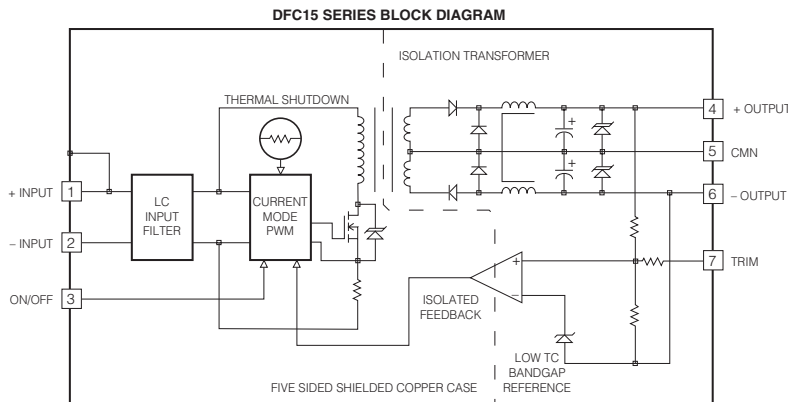 DFC15 SERIES BLOCK DIAGRAM
ISOLATION TRANSFORMER
THERMAL SHUTDOWN
4
+ OUTPUT
5
CMN
6
– OUTPUT
+ INPUT
1
– INPUT
2
ON/OFF
3
LC
INPUT
FILTER
CURRENT
MODE
PWM
+
+
7
TRIM
+
–
ISOLATED
FEEDBACK
LOW TC
BANDGAP
REFERENCE
FIVE SIDED SHIELDED COPPER CASE